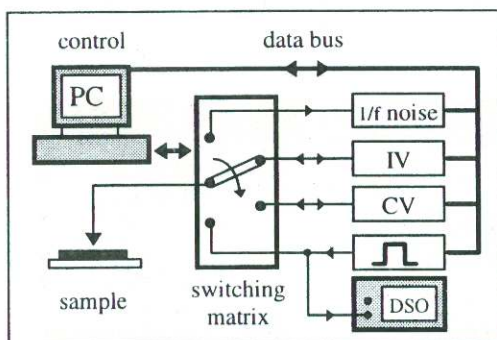 control
data bus
PC
1/f noise
IV
CV
DSO
sample
switching
matrix